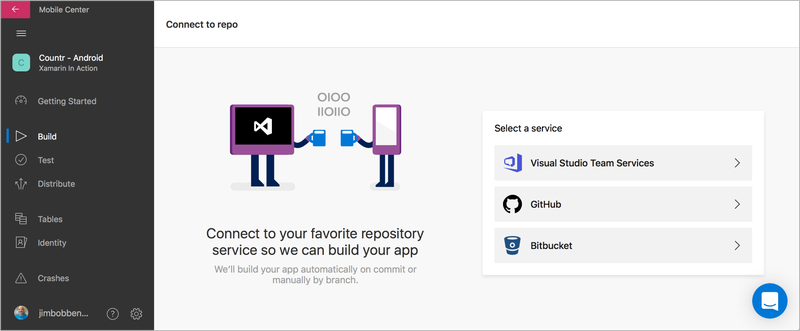 Mobile Center
Countr - Android
Xamarin In Action
Getting Started
Build
Test
Distribute
Tables
Identity
Crashes
jimbobben...
Connect to repo
OIOO
IIOIIO
Connect to your favorite repository
service so we can build your app
We'll build your app automatically on commit or
manually by branch.
Select a service
Visual Studio Team Services
GitHub
Bitbucket